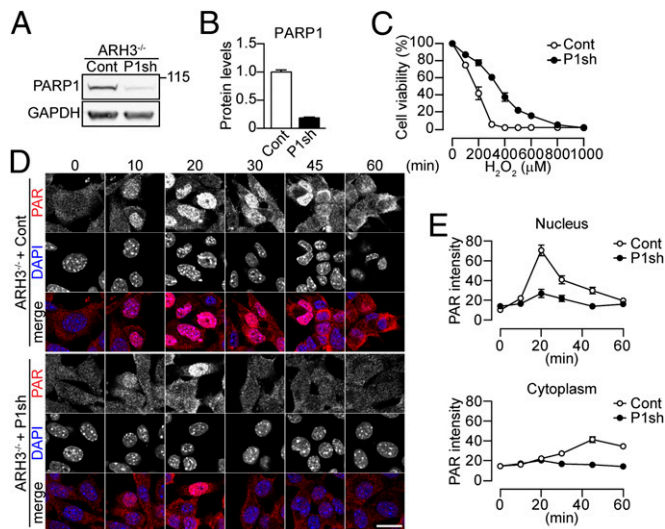 A
ARH3-/-
Cont P1sh
PARP1
115
GAPDH
B
PARP1
Protein levels
1.5
1.0
0.5
0.0
Cont
P1sh
C
Cell viability (%)
100
80
60
40
20
0
0 200 400 600 800 1000
H2O2 (μM)
Cont
P1sh
D
0 10 20 30 45 60 (min)
ARH3-/- + Cont
PAR
DAPI
merge
ARH3-/- + P1sh
PAR
DAPI
merge
E
Nucleus
Cont
P1sh
PAR intensity
100
80
60
40
20
0
0 20 40 60
(min)
Cytoplasm
Cont
P1sh
PAR intensity
100
80
60
40
20
0
0 20 40 60
(min)